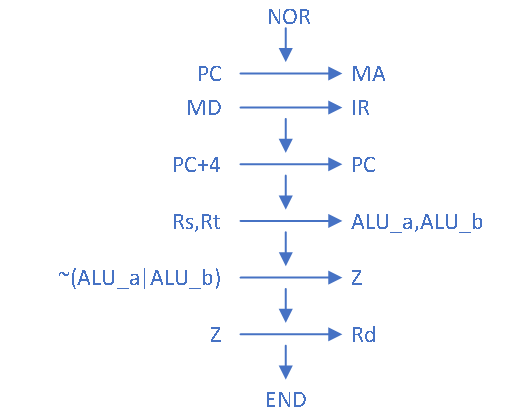 NOR
PC MA
MD IR
PC+4 PC
Rs,Rt ALU_a,ALU_b
~(ALU_a|ALU_b) Z
Z Rd
END